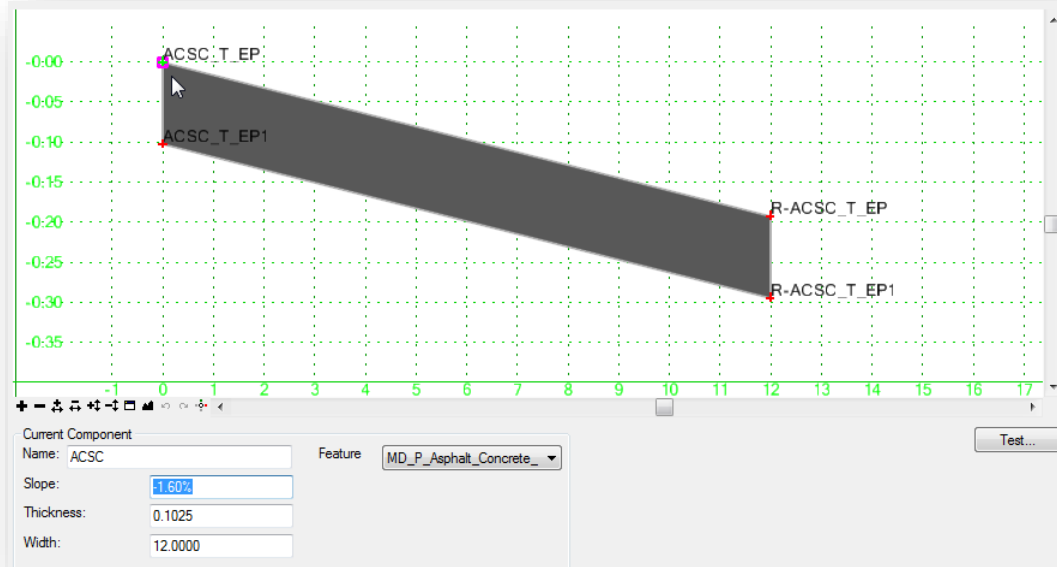 ACSC_T_EP
-0:00
-0:05
-0:10
ACSC_T_EP1
-0:15
-0:20
R-ACSC_T_EP
-0:25
R-ACSC_T_EP1
-0:30
-0:35
-1 0 1 2 3 4 5 6 7 8 9 10 11 12 13 14 15 16 17
Current Component
Name: ACSC Feature MD_P_Asphalt_Concrete_ Test...
Slope: -1.60%
Thickness: 0.1025
Width: 12.0000